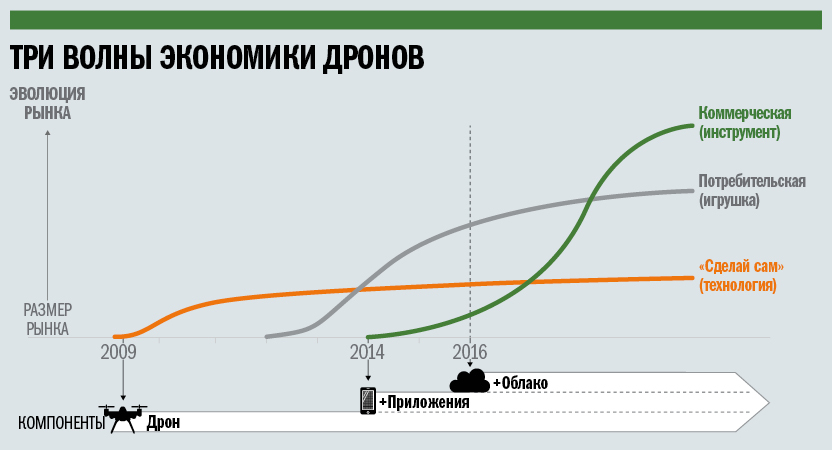 ТРИ ВОЛНЫ ЭКОНОМИКИ ДРОНОВ
ЭВОЛЮЦИЯ
РЫНКА
Коммерческая
(инструмент)
Потребительская
(игрушка)
«Сделай сам»
(технология)
РАЗМЕР
РЫНКА
2009
2014
2016
+Облако
+Приложения
КОМПОНЕНТЫ
Дрон